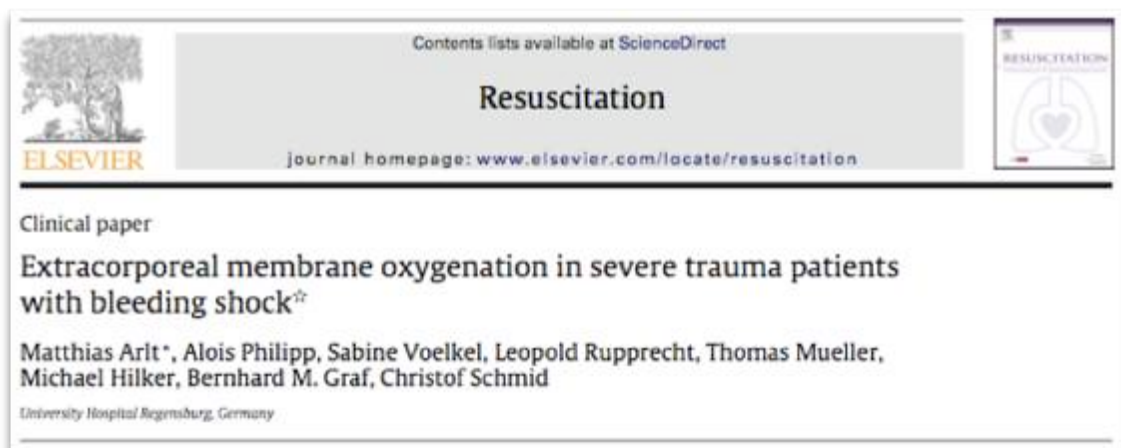 Contents lists available at ScienceDirect
Resuscitation
journal homepage: www.elsevier.com/locate/resuscitation
ELSEVIER
RESUSCITATION
Clinical paper
Extracorporeal membrane oxygenation in severe trauma patients
with bleeding shock☆
Matthias Arlt*, Alois Philipp, Sabine Voelkel, Leopold Rupprecht, Thomas Mueller,
Michael Hilker, Bernhard M. Graf, Christof Schmid
University Hospital Regensburg, Germany